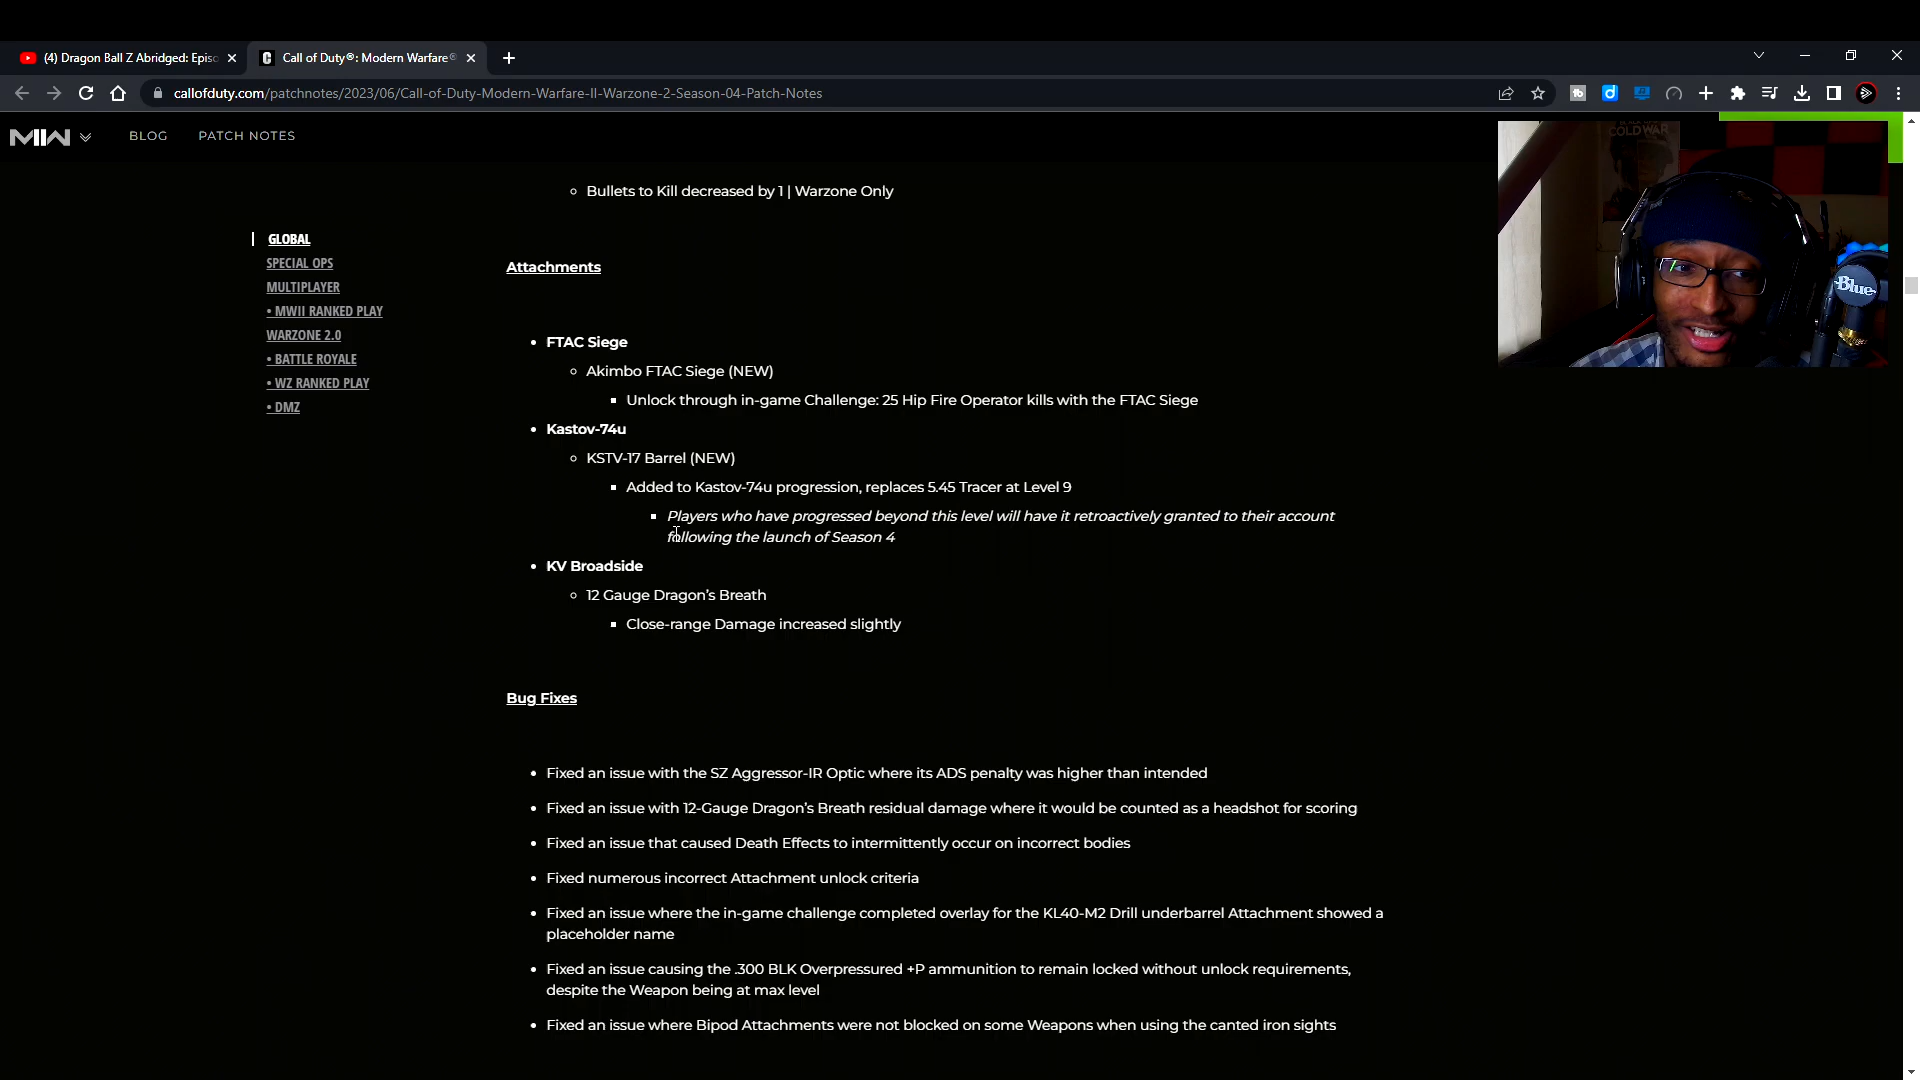 (4) Dragon Ball Z Abridged: Episo
Call of Duty®: Modern Warfare®
callofduty.com/patchnotes/2023/06/Call-of-Duty-Modern-Warfare-II-Warzone-2-Season-04-Patch-Notes
MW
BLOG
PATCH NOTES
COLD WAR
Blue
GLOBAL
SPECIAL OPS
MULTIPLAYER
• MWII RANKED PLAY
WARZONE 2.0
• BATTLE ROYALE
• WZ RANKED PLAY
• DMZ
Bullets to Kill decreased by 1 | Warzone Only
Attachments
FTAC Siege
Akimbo FTAC Siege (NEW)
Unlock through in-game Challenge: 25 Hip Fire Operator kills with the FTAC Siege
Kastov-74u
KSTV-17 Barrel (NEW)
Added to Kastov-74u progression, replaces 5.45 Tracer at Level 9
Players who have progressed beyond this level will have it retroactively granted to their account
following the launch of Season 4
KV Broadside
12 Gauge Dragon's Breath
Close-range Damage increased slightly
Bug Fixes
Fixed an issue with the SZ Aggressor-IR Optic where its ADS penalty was higher than intended
Fixed an issue with 12-Gauge Dragon's Breath residual damage where it would be counted as a headshot for scoring
Fixed an issue that caused Death Effects to intermittently occur on incorrect bodies
Fixed numerous incorrect Attachment unlock criteria
Fixed an issue where the in-game challenge completed overlay for the KL40-M2 Drill underbarrel Attachment showed a
placeholder name
Fixed an issue causing the .300 BLK Overpressured +P ammunition to remain locked without unlock requirements,
despite the Weapon being at max level
Fixed an issue where Bipod Attachments were not blocked on some Weapons when using the canted iron sights